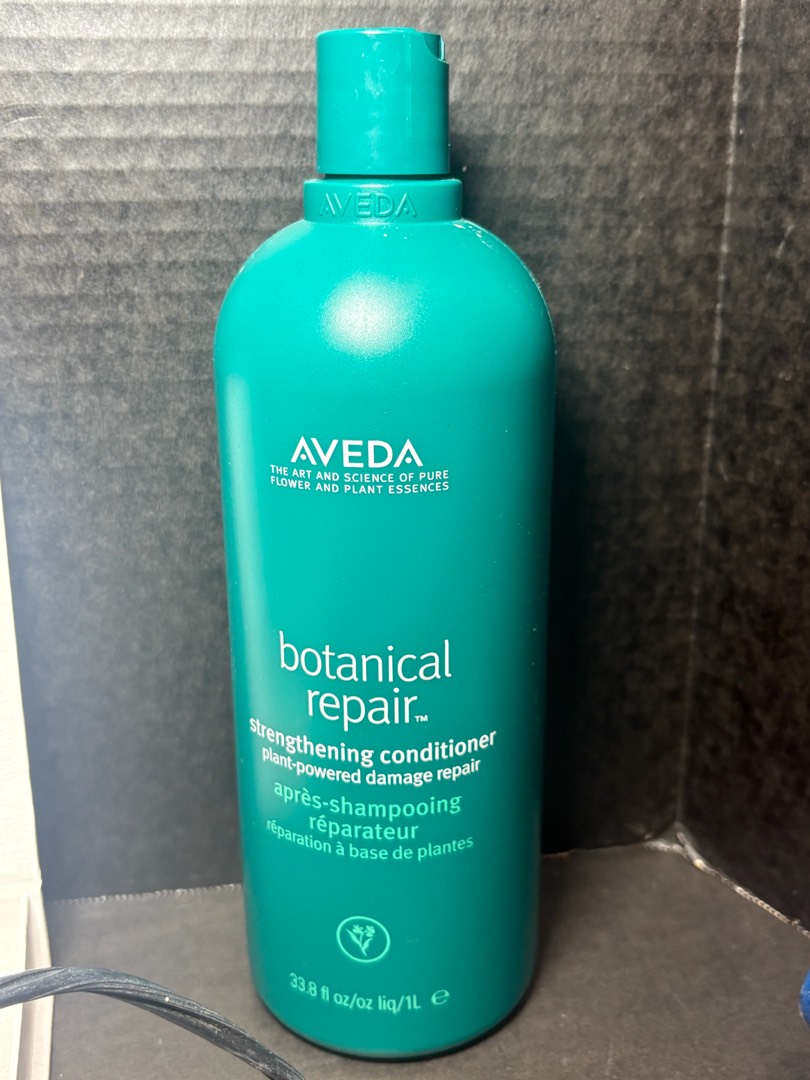 AVEDA
AVEDA
THE ART AND SCIENCE OF PURE
FLOWER AND PLANT ESSENCES
botanical
repair™
strengthening conditioner
plant-powered damage repair
après-shampooing
réparateur
réparation à base de plantes
33.8 fl oz/oz liq/1L ℮